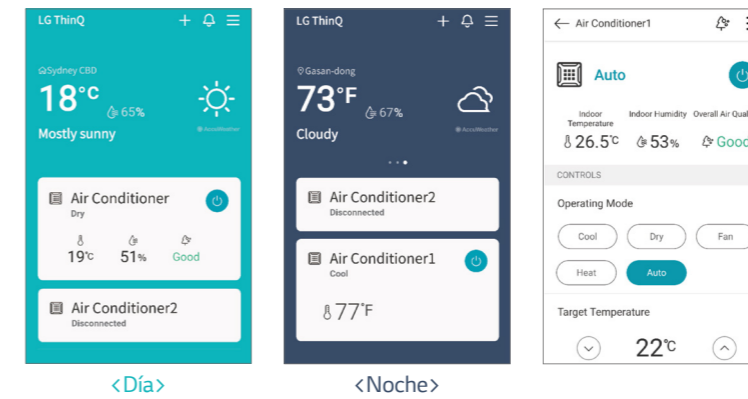 LG ThinQ
Sydney CBD
18°C 65%
Mostly sunny
AccuWeather
Air Conditioner
Dry
19°C 51% Good
Air Conditioner2
Disconnected
<Día>
LG ThinQ
Gasan-dong
73°F 67%
Cloudy
AccuWeather
Air Conditioner2
Disconnected
Air Conditioner1
Cool
77°F
<Noche>
Air Conditioner1
Auto
Indoor Temperature
Indoor Humidity
Overall Air Qual
26.5°C 53% Good
CONTROLS
Operating Mode
Cool Dry Fan
Heat Auto
Target Temperature
22°C